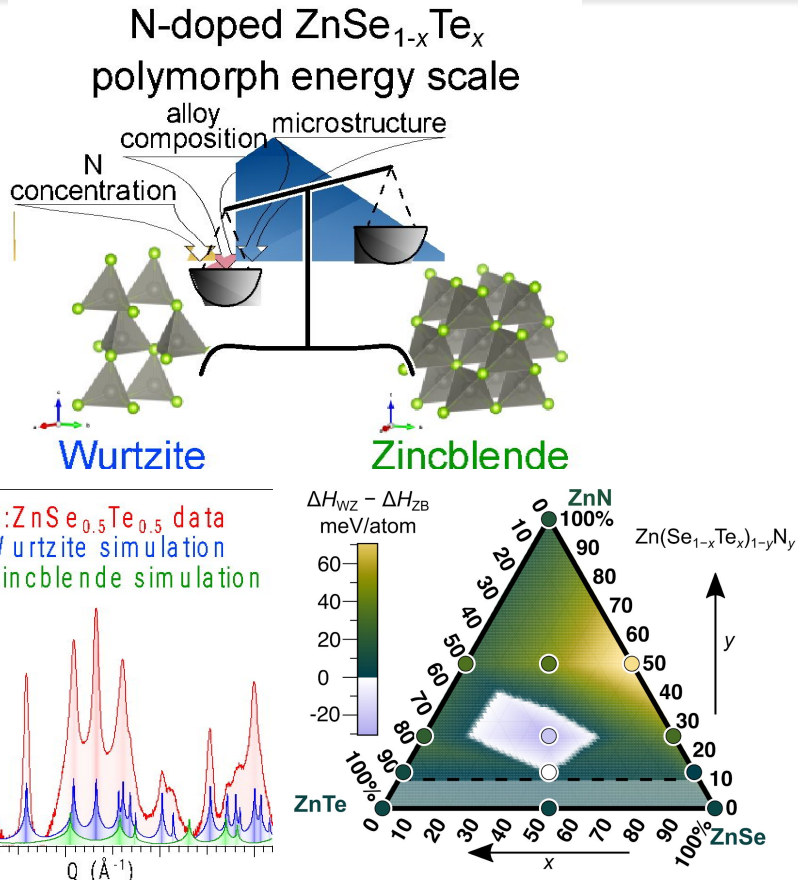 N-doped ZnSe1-xTex
polymorph energy scale
alloy
composition
microstructure
N
concentration
Wurtzite
Zincblende
:ZnSe0.5Te0.5 data
urtzite simulation
incblende simulation
Q (Å-1)
ΔHWZ − ΔHZB
meV/atom
60
40
20
0
-20
ZnN
Zn(Se1−xTex)1−yNy
0
10
20
30
40
50
60
70
80
90
100%
100%
90
80
70
60
50
40
30
20
10
0
y
ZnTe
0
10
20
30
40
50
60
70
80
90
100%
ZnSe
x